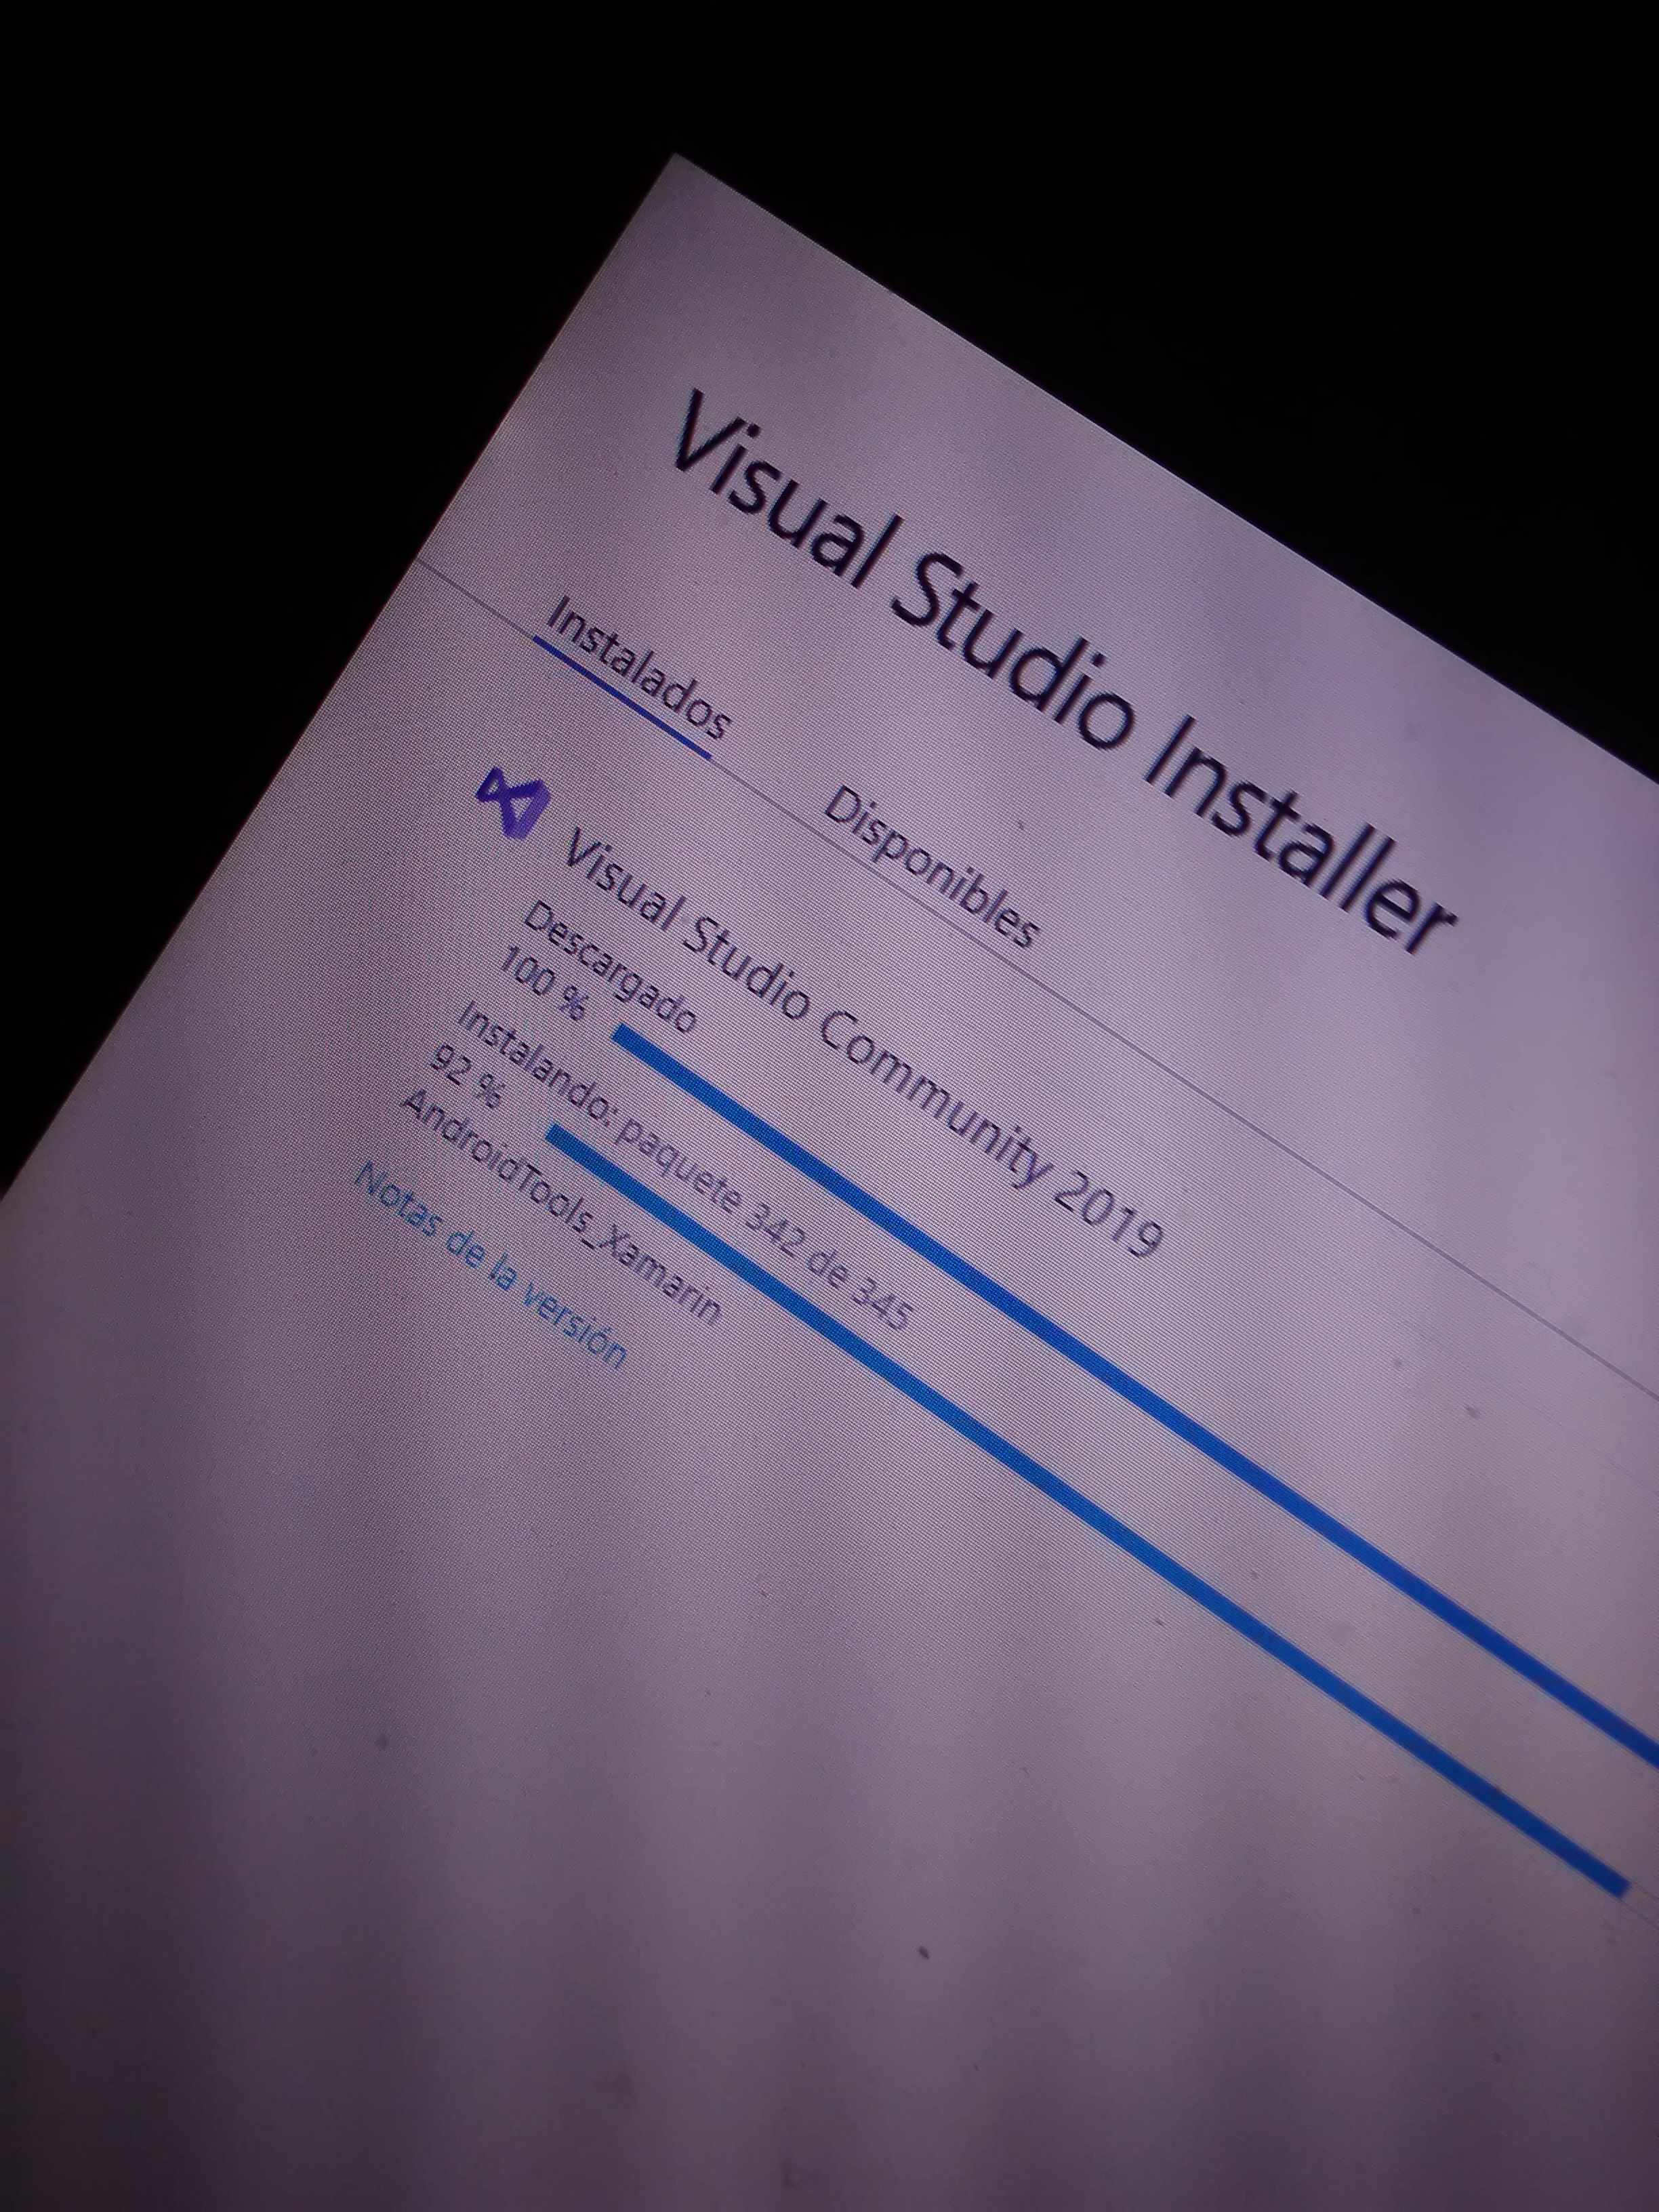 Visual Studio Installer
Instalados
Disponibles
Visual Studio Community 2019
Descargado
100 %
Instalando: paquete 342 de 345
92 %
AndroidTools_Xamarin
Notas de la versión